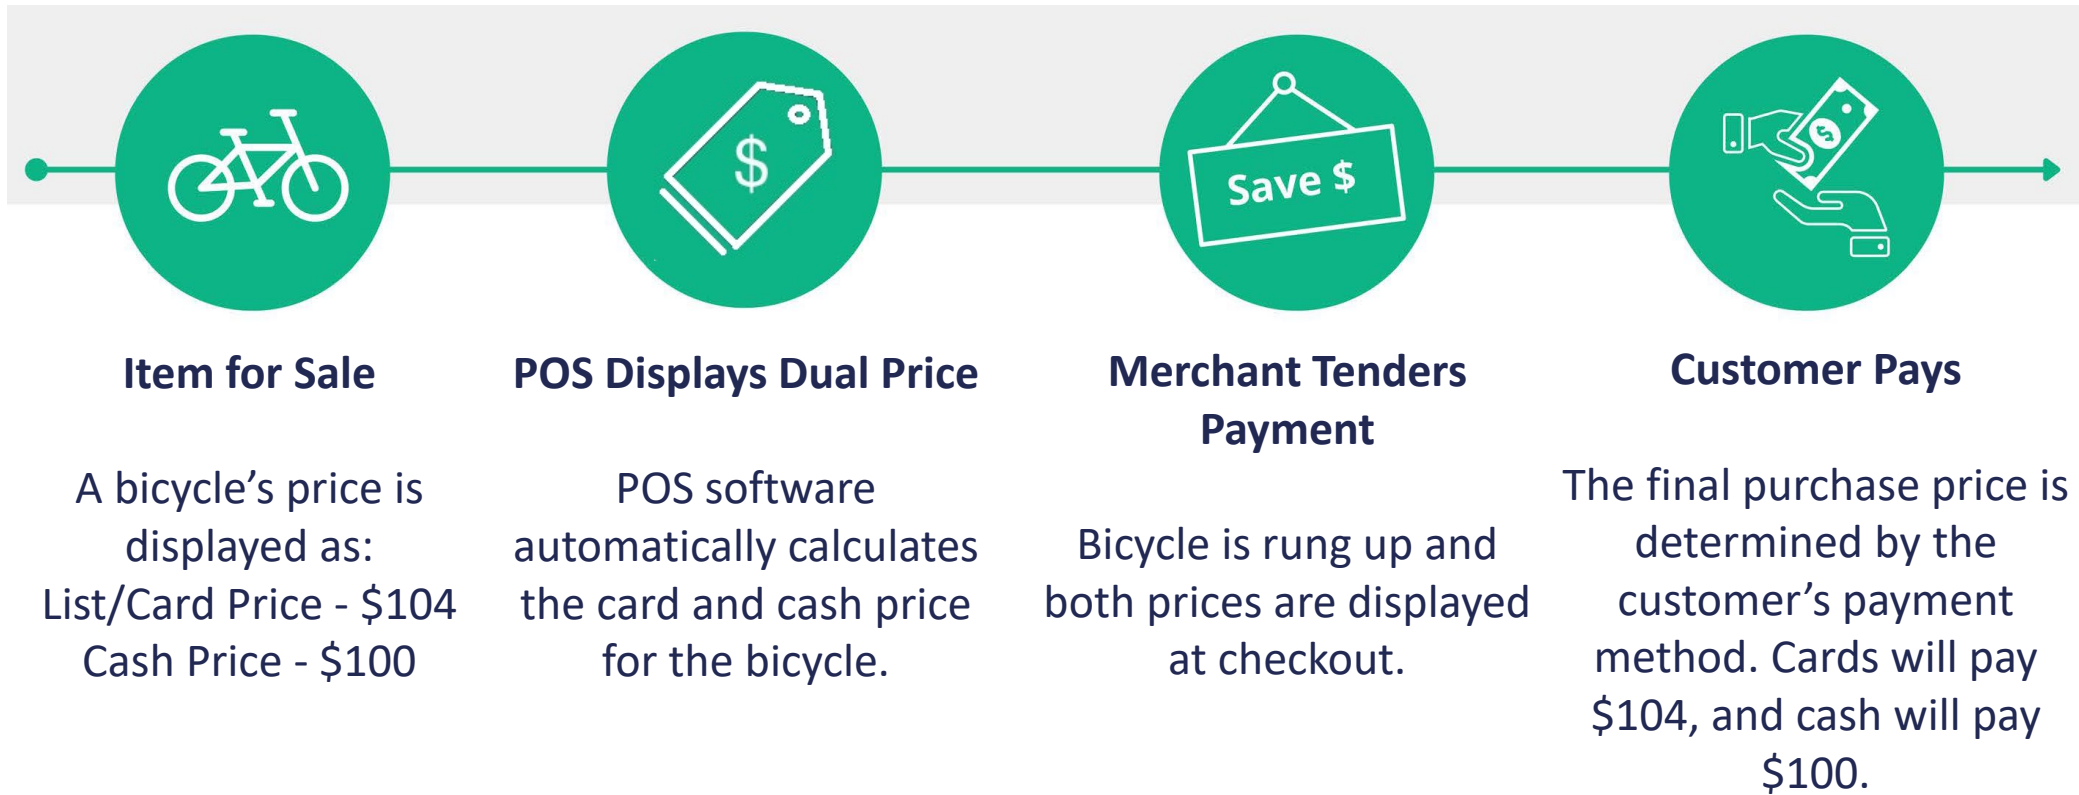 $
Save $
$
Item for Sale
A bicycle’s price is
displayed as:
List/Card Price - $104
Cash Price - $100
POS Displays Dual Price
POS software
automatically calculates
the card and cash price
for the bicycle.
Merchant Tenders
Payment
Bicycle is rung up and
both prices are displayed
at checkout.
Customer Pays
The final purchase price is
determined by the
customer’s payment
method. Cards will pay
$104, and cash will pay
$100.